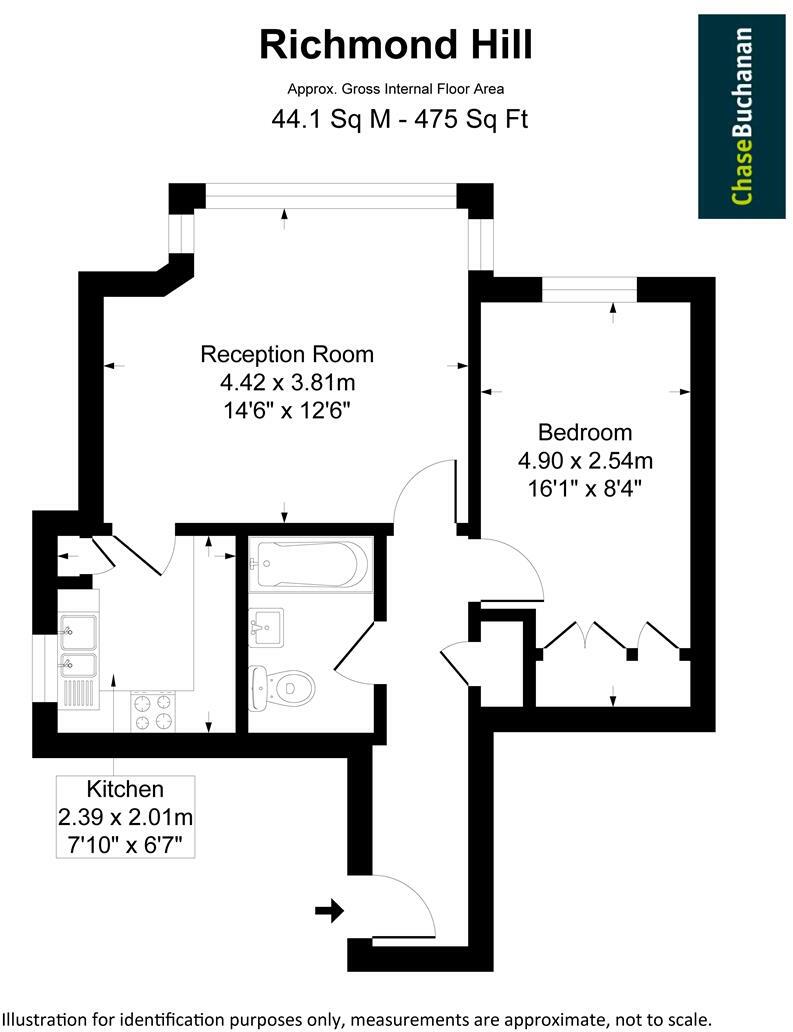 Richmond Hill
Approx. Gross Internal Floor Area
44.1 Sq M - 475 Sq Ft
ChaseBuchanan
Reception Room
4.42 x 3.81m
14'6" x 12'6"
Bedroom
4.90 x 2.54m
16'1" x 8'4"
Kitchen
2.39 x 2.01m
7'10" x 6'7"
Illustration for identification purposes only, measurements are approximate, not to scale.